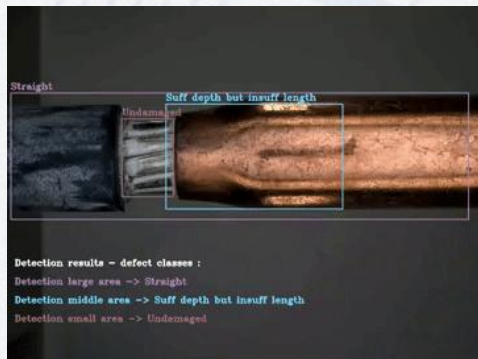 Straight
Suff depth but insuff length
Undamaged
Detection results - defect classes :
Detection large area -> Straight
Detection middle area -> Suff depth but insuff length
Detection small area -> Undamaged